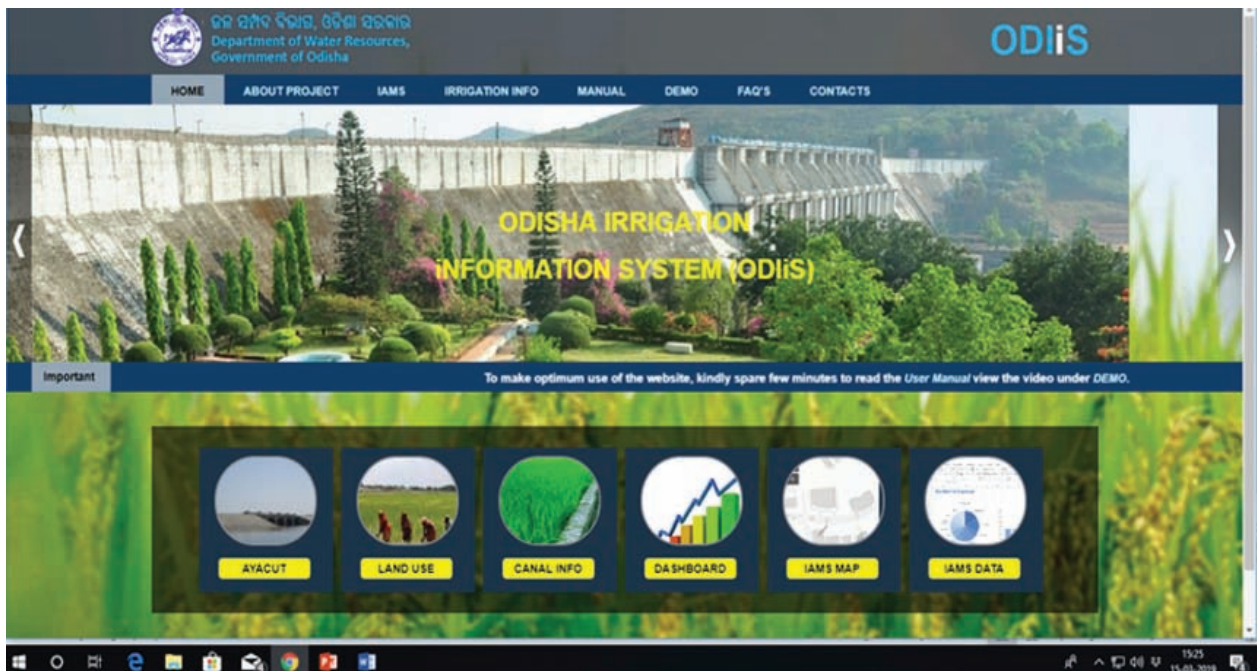 ଜଳ ସମ୍ପଦ ବିଭାଗ, ଓଡ଼ିଶା ସରକାର
Department of Water Resources,
Government of Odisha
ODIiS
HOME ABOUT PROJECT IAMS IRRIGATION INFO MANUAL DEMO FAQ'S CONTACTS
ODISHA IRRIGATION
iNFORMATION SYSTEM (ODIiS)
Important To make optimum use of the website, kindly spare few minutes to read the User Manual view the video under DEMO.
AYACUT LAND USE CANAL INFO DASHBOARD IAMS MAP IAMS DATA
15:25
15-03-2019